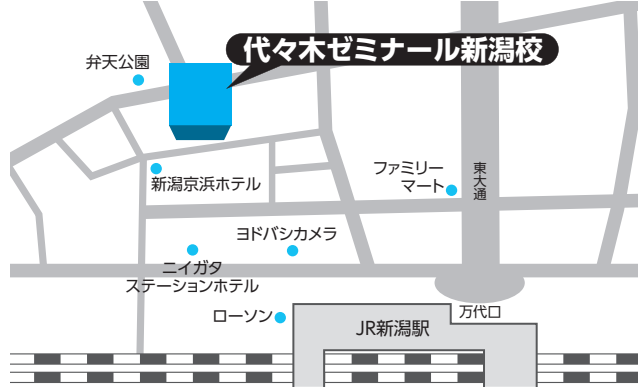 代々木ゼミナール新潟校
弁天公園
ファミリー
マート
東大通
新潟京浜ホテル
ヨドバシカメラ
ニイガタ
ステーションホテル
ローソン
万代口
JR新潟駅